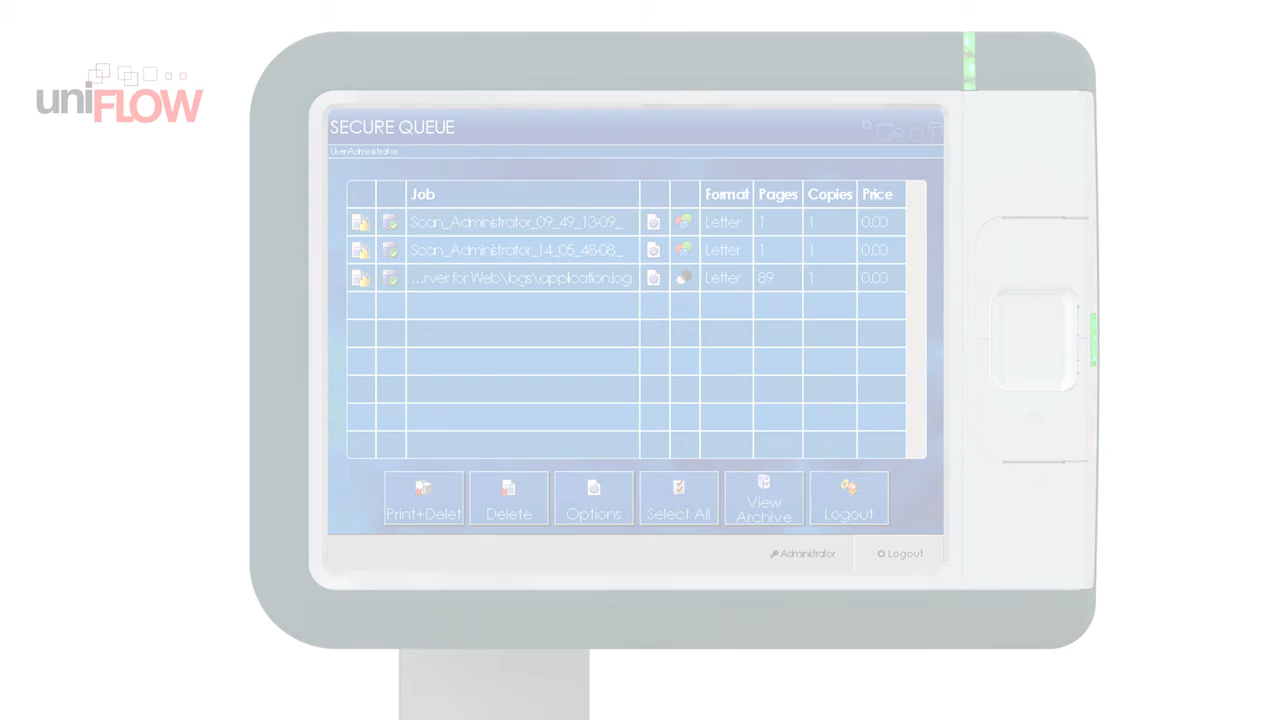 uniFLOW
SECURE QUEUE
User:Administrator
Job Format Pages Copies Price
Scan_Administrator_09_49_13-09_ Letter 1 1 0.00
Scan_Administrator_14_05_48-08_ Letter 1 1 0.00
...rver for Web\logs\application.log Letter 89 1 0.00
Print+Delet Delete Options Select All View Archive Logout
Administrator Logout